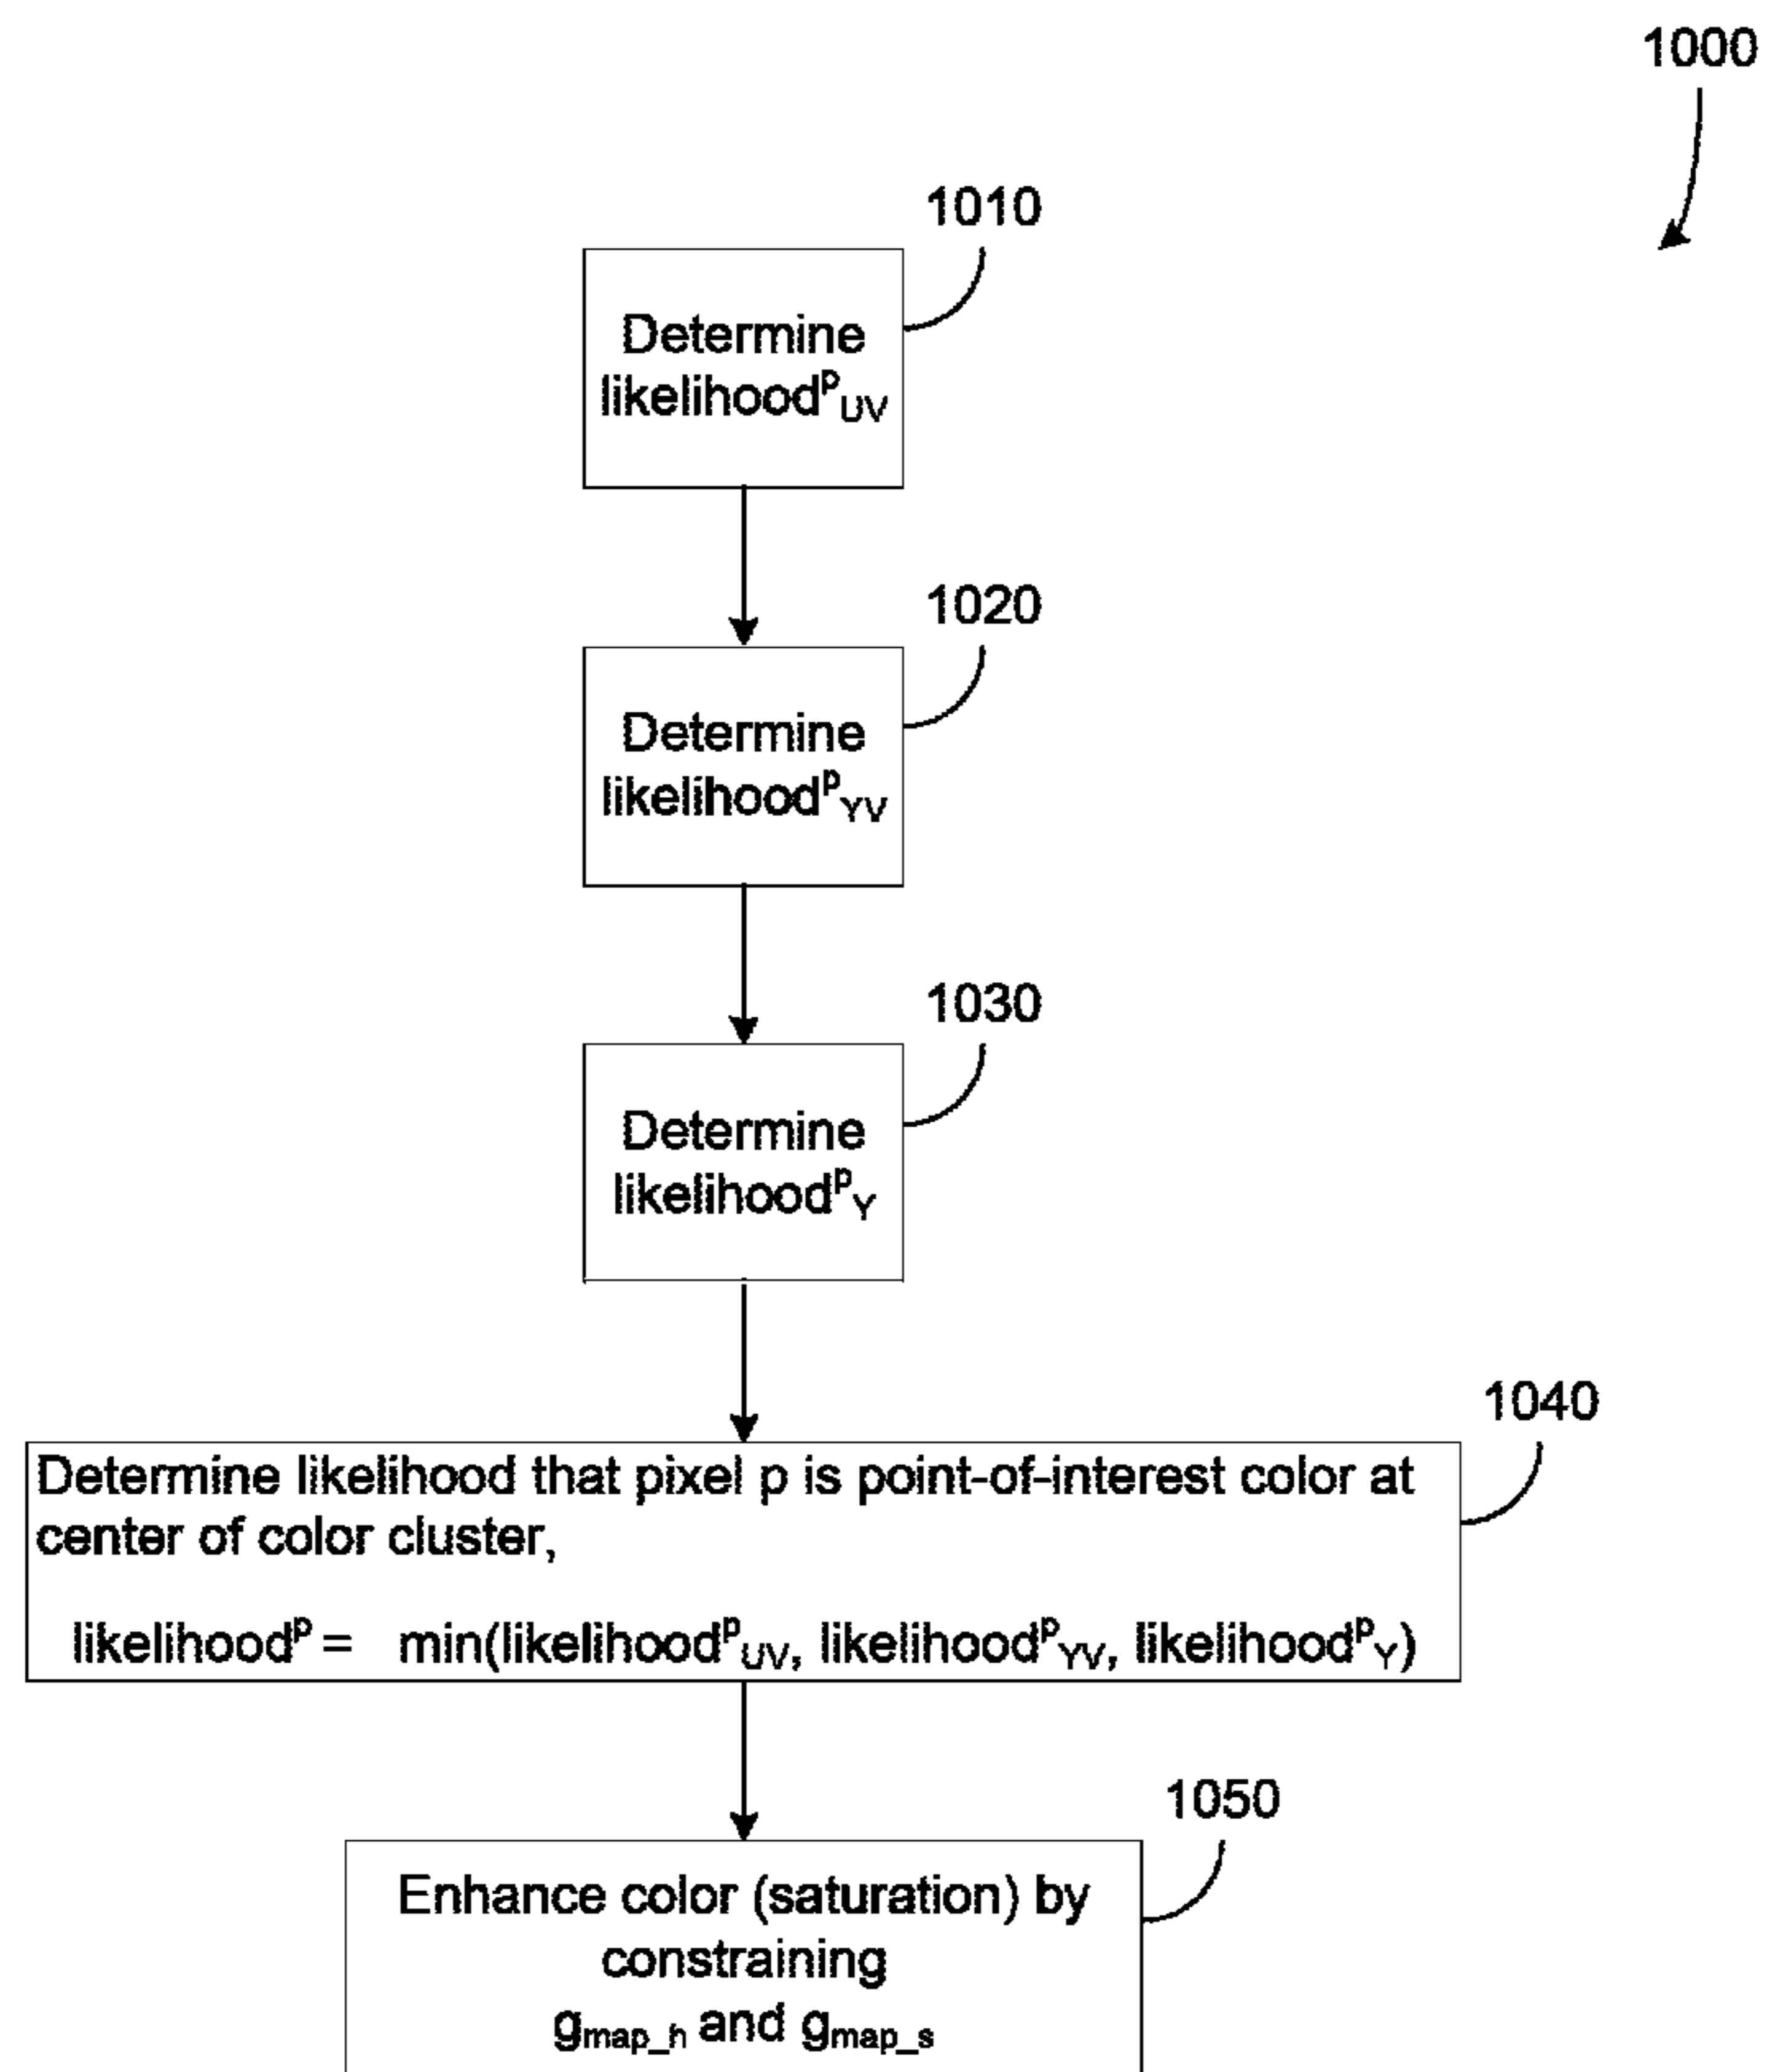 1000
1010
Determine
likelihood^p_UV
1020
Determine
likelihood^p_YV
1030
Determine
likelihood^p_Y
1040
Determine likelihood that pixel p is point-of-interest color at
center of color cluster,
likelihood^p = min(likelihood^p_UV, likelihood^p_YV, likelihood^p_Y)
1050
Enhance color (saturation) by
constraining
g_map_h and g_map_s